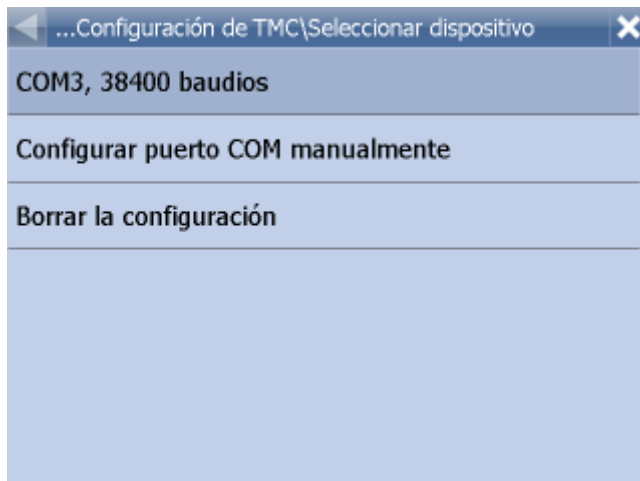 ...Configuración de TMC\Seleccionar dispositivo
COM3, 38400 baudios
Configurar puerto COM manualmente
Borrar la configuración